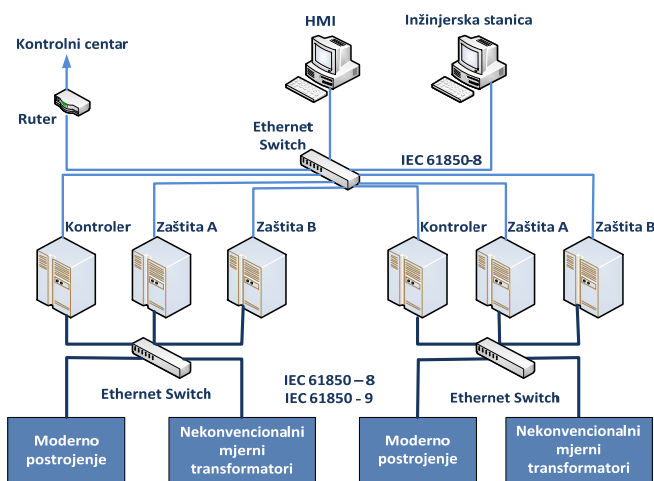 HMI
Inžinjerska stanica
Kontrolni centar
Ruter
Ethernet
Switch
IEC 61850-8
Kontroler
Zaštita A
Zaštita B
Kontroler
Zaštita A
Zaštita B
Ethernet Switch
IEC 61850 – 8
IEC 61850 - 9
Ethernet Switch
Moderno
postrojenje
Nekonvencionalni
mjerni
transformatori
Moderno
postrojenje
Nekonvencionalni
mjerni
transformatori